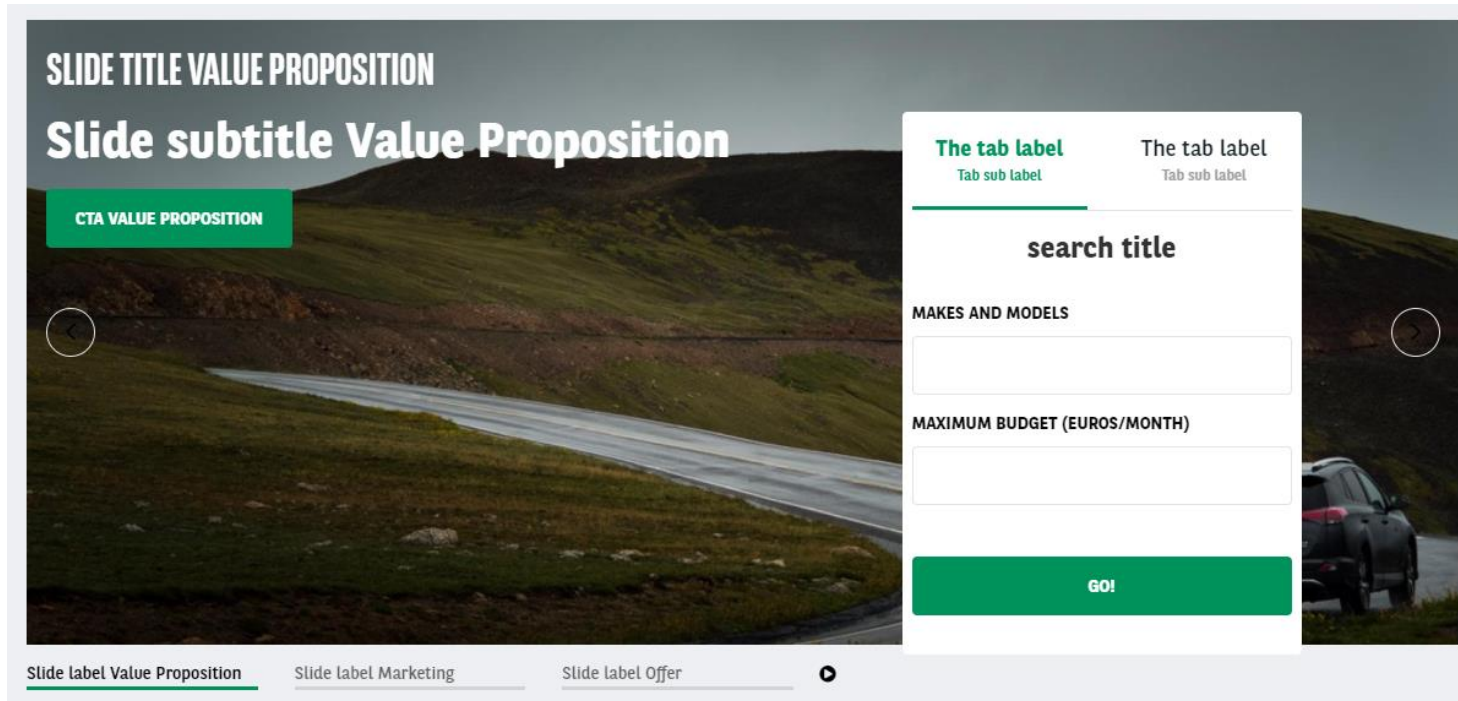 SLIDE TITLE VALUE PROPOSITION
Slide subtitle Value Proposition
CTA VALUE PROPOSITION
The tab label
Tab sub label
The tab label
Tab sub label
search title
MAKES AND MODELS
MAXIMUM BUDGET (EUROS/MONTH)
GO!
Slide label Value Proposition
Slide label Marketing
Slide label Offer